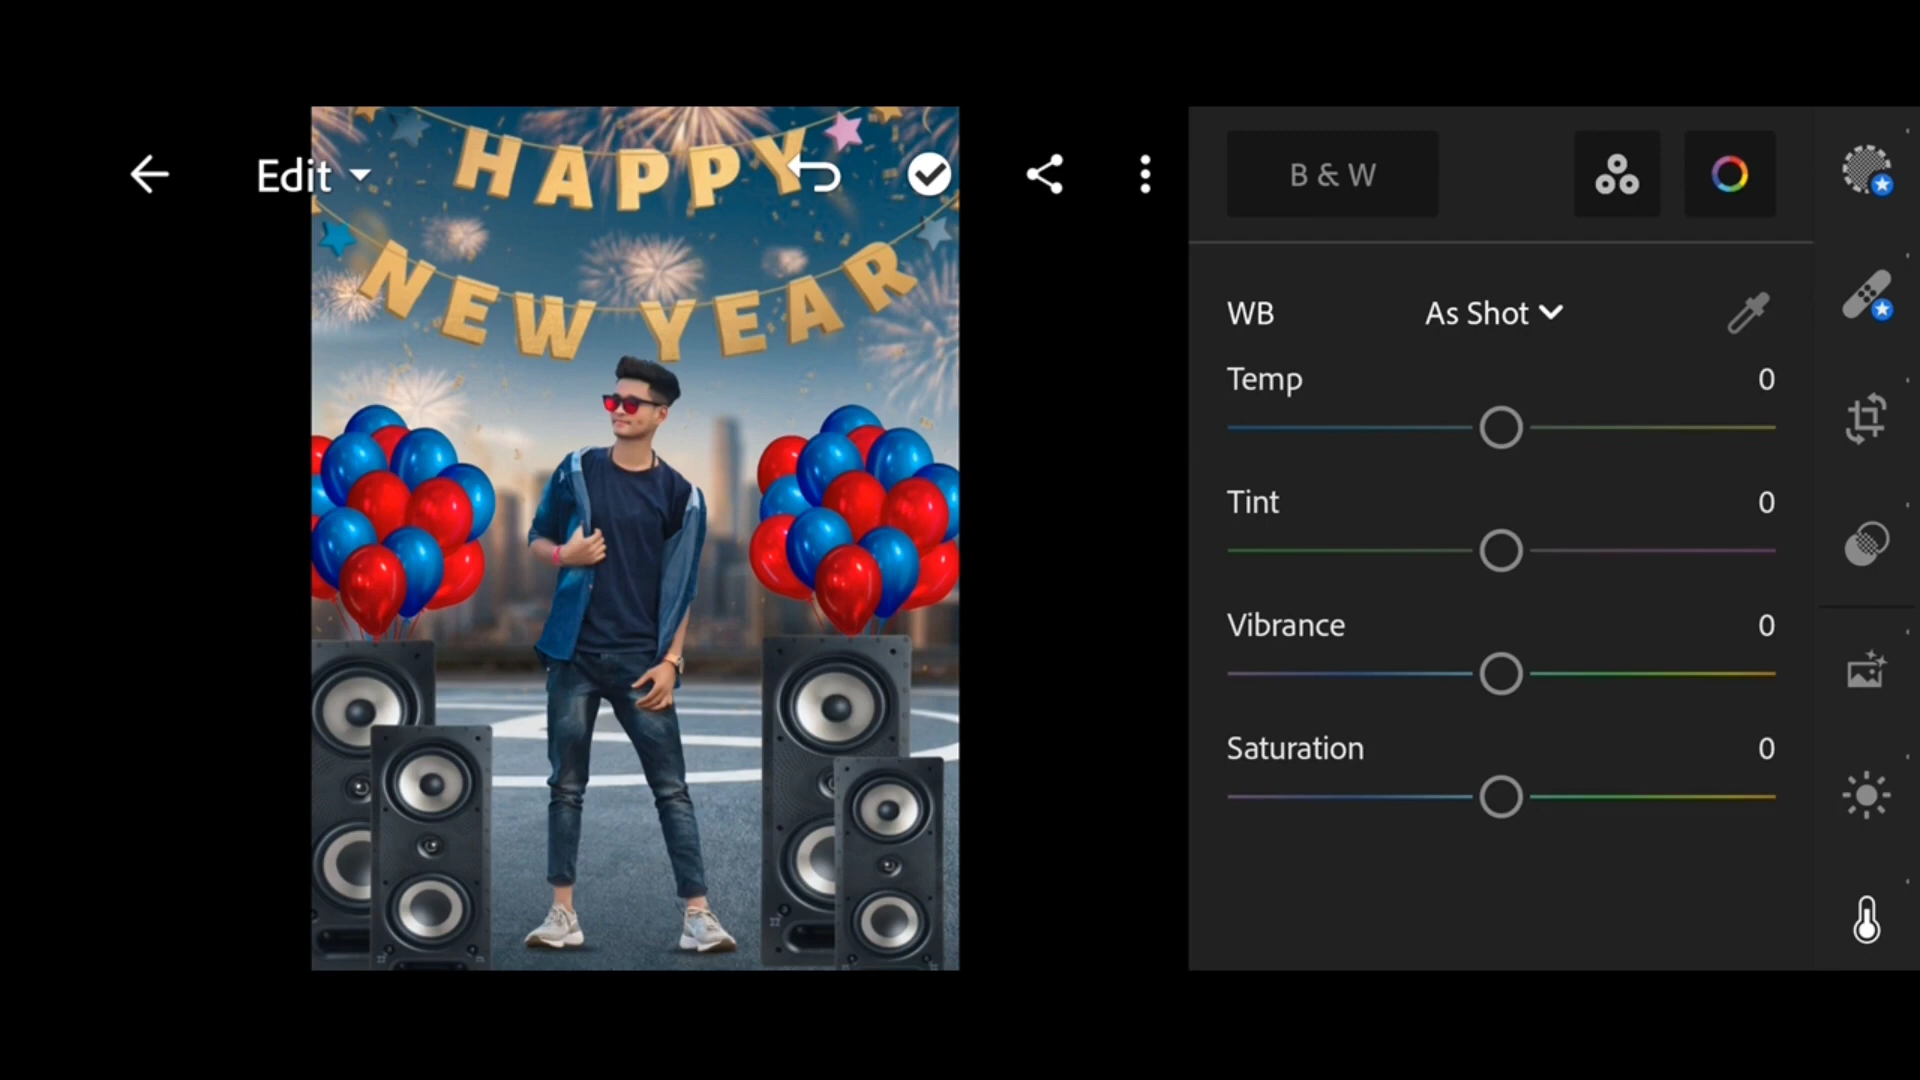 Edit
HAPPY
NEW YEAR
B & W
WB As Shot
Temp 0
Tint 0
Vibrance 0
Saturation 0